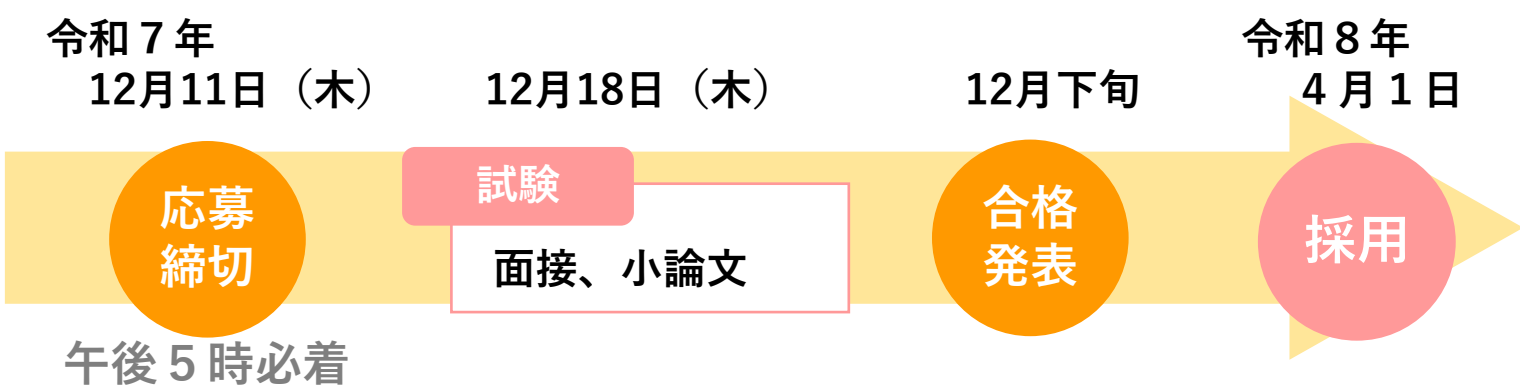 令和７年
12月11日（木）
12月18日（木）
12月下旬
令和８年
４月１日
応募
締切
試験
面接、小論文
合格
発表
採用
午後５時必着